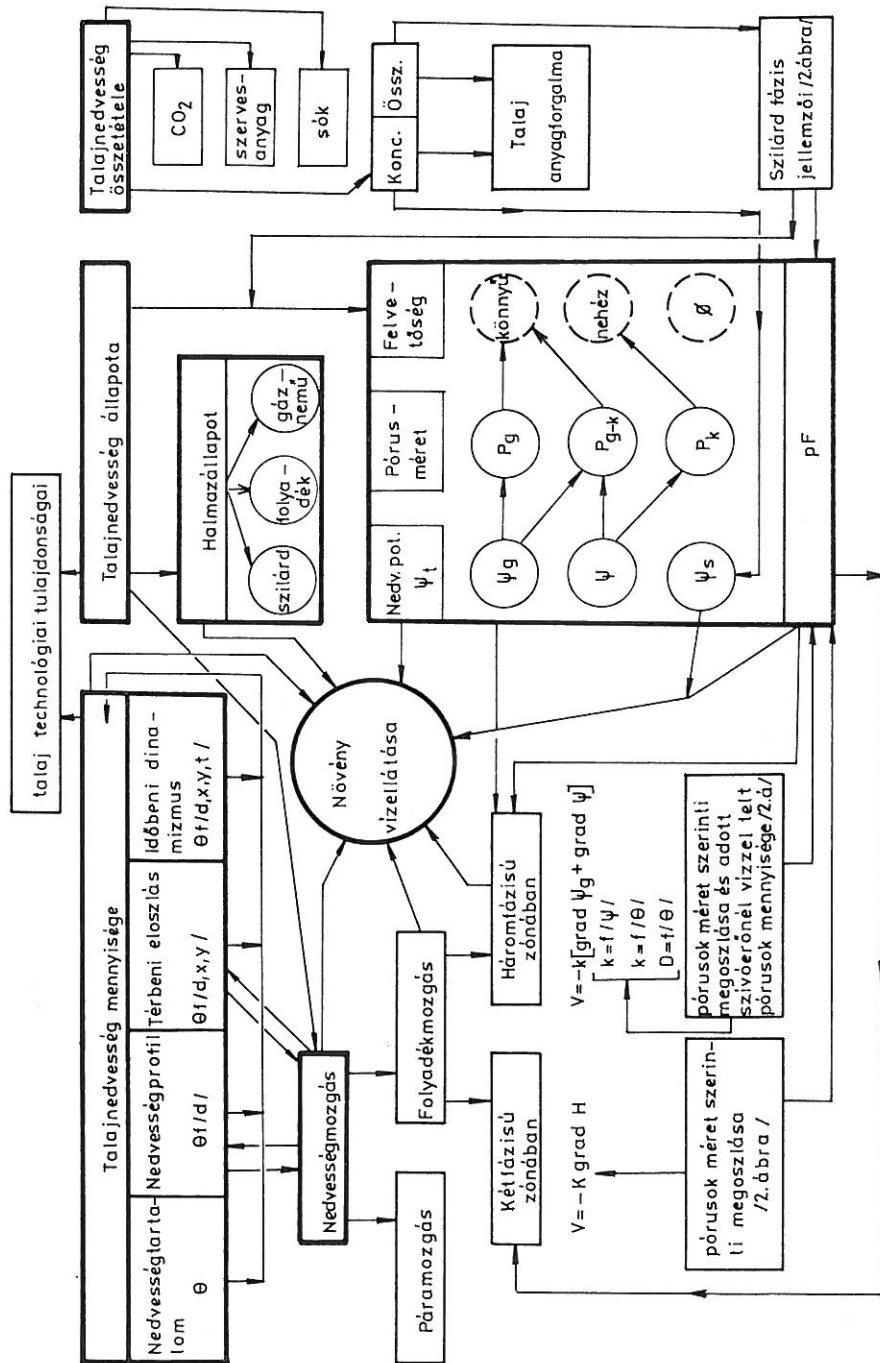 talaj technológiai tulajdonságai
Talajnedvesség mennyisége
Nedvességtarta-
lom
θ
Nedvességprofil
θf/d/
Térbeni eloszlás
θf/d,x,y/
Időbeni dina-
mizmus
θf/d,x,y,t/
Talajnedvesség állapota
Halmazállapot
szilárd
folya-
dék
gáz-
nemű
Talajnedvesség
összetétele
CO2
szerves-
anyag
sók
Konc.
Össz.
Talaj
anyagforgalma
Szilárd fázis
jellemzői /2.ábra/
Nedvességmozgás
Növény
vízellátása
Páramozgás
Folyadékmozgás
Kétfázisú
zónában
Háromfázisú
zónában
V=-K grad H
V=-k[grad ψg+ grad ψ]
k=f/ψ/
k=f/θ/
D=f/θ/
pórusok méret szerin-
ti megoszlása
/2.ábra/
pórusok méret szerinti
megoszlása és adott
szívóerőnél vízzel telt
pórusok mennyisége/2.á/
Nedv. pot.
ψt
Pórus-
méret
Felve-
tőség
ψg
Pg
könnyű
ψ
Pg-k
nehéz
ψs
Pk
ø
pF